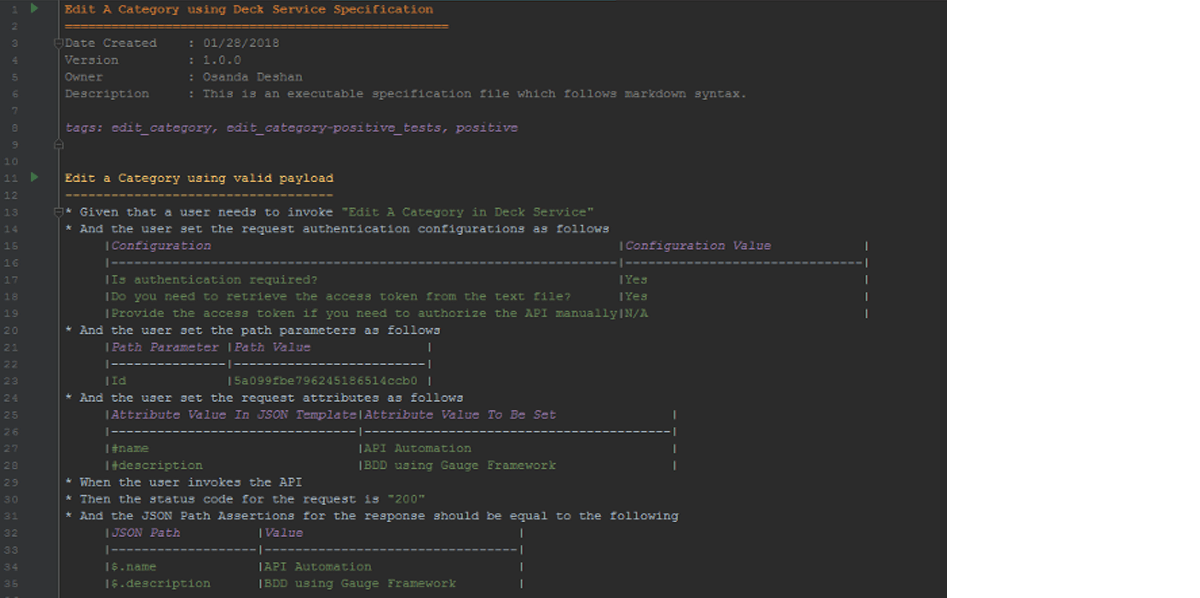 1 Edit A Category using Deck Service Specification
2 ==================================================
3 Date Created    : 01/28/2018
4 Version         : 1.0.0
5 Owner           : Osanda Deshan
6 Description     : This is an executable specification file which follows markdown syntax.
7
8 tags: edit_category, edit_category-positive_tests, positive
9
10
11 Edit a Category using valid payload
12 -----------------------------------
13 * Given that a user needs to invoke "Edit A Category in Deck Service"
14 * And the user set the request authentication configurations as follows
15 |Configuration |Configuration Value |
16 |------------------------------------------------------------------|-------------------------------|
17 |Is authentication required? |Yes |
18 |Do you need to retrieve the access token from the text file? |Yes |
19 |Provide the access token if you need to authorize the API manually|N/A |
20 * And the user set the path parameters as follows
21 |Path Parameter |Path Value |
22 |---------------|-------------------------|
23 |Id |5a099fbe796245186514ccb0 |
24 * And the user set the request attributes as follows
25 |Attribute Value In JSON Template|Attribute Value To Be Set |
26 |--------------------------------|----------------------------------------|
27 |#name |API Automation |
28 |#description |BDD using Gauge Framework |
29 * When the user invokes the API
30 * Then the status code for the request is "200"
31 * And the JSON Path Assertions for the response should be equal to the following
32 |JSON Path |Value |
33 |-------------------|---------------------------------|
34 |$.name |API Automation |
35 |$.description |BDD using Gauge Framework |